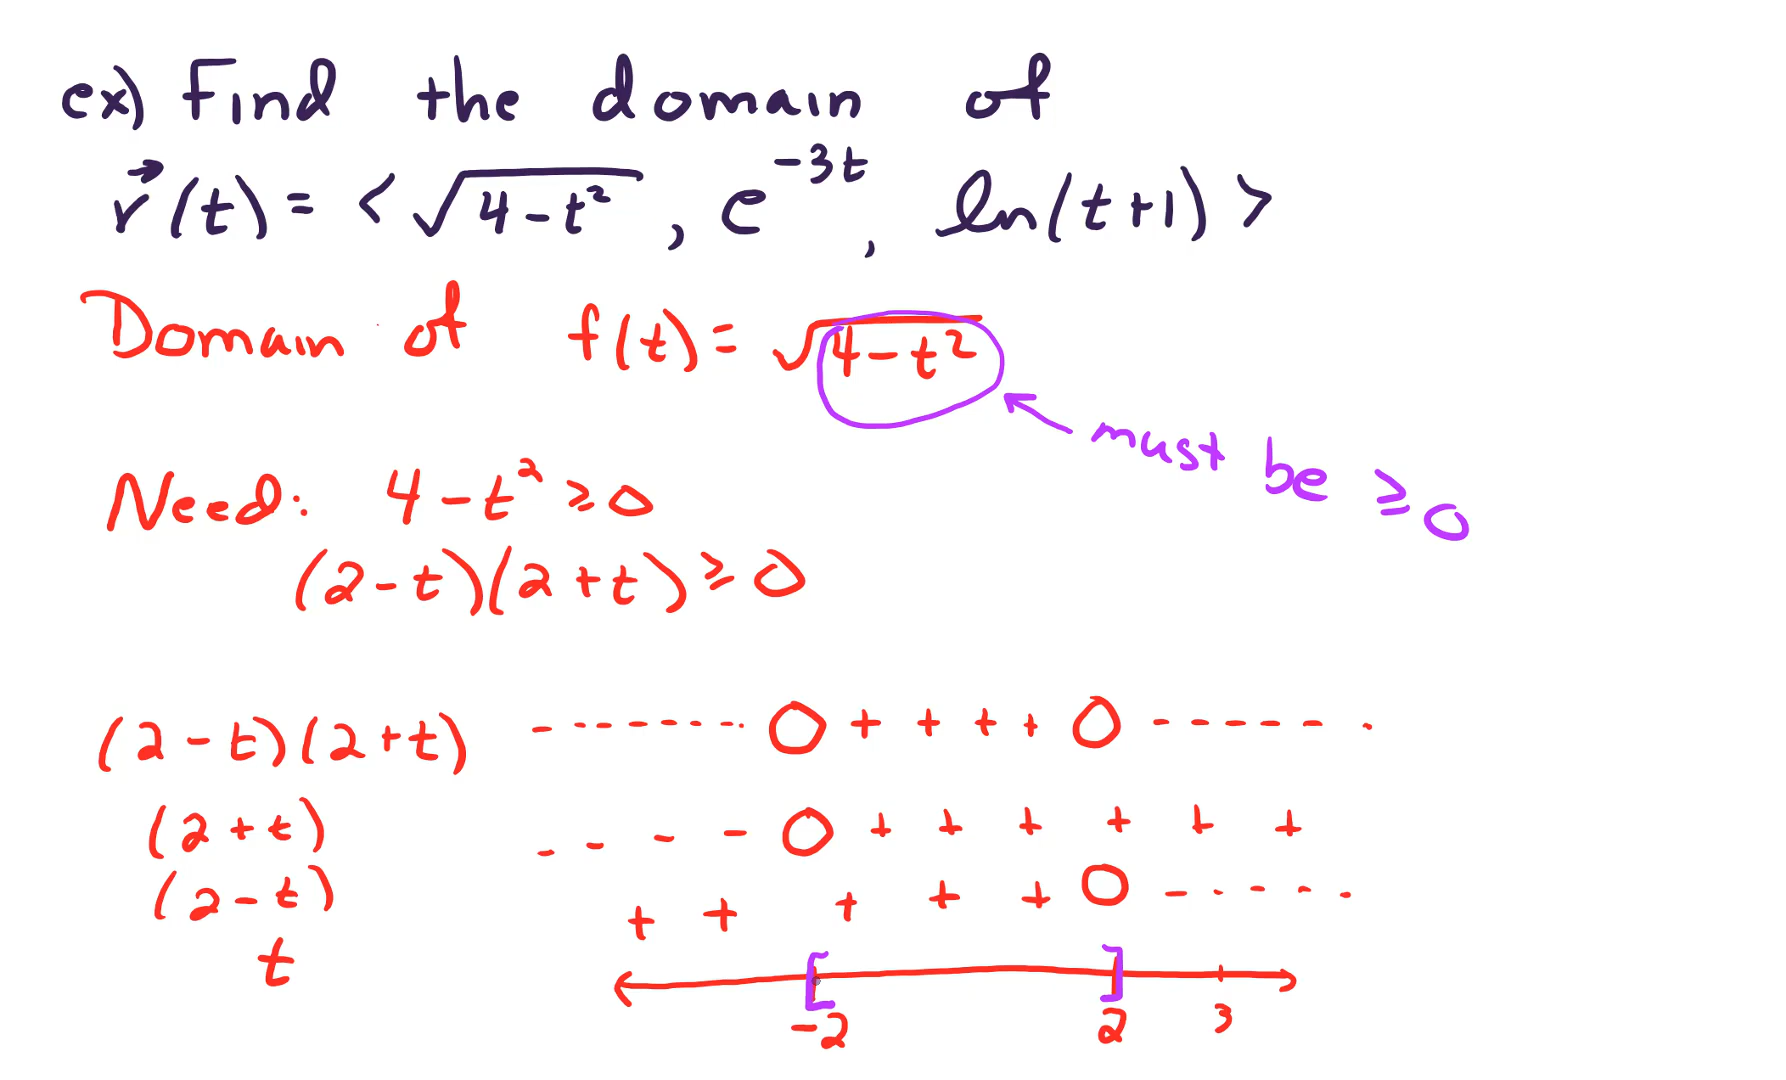 ex) Find the domain of
r⃗(t) = < √(4-t²) , e^(-3t) , ln(t+1) >
Domain of f(t) = √(4-t²)
must be ≥ 0
Need: 4-t² ≥ 0
(2-t)(2+t) ≥ 0
(2-t)(2+t) - - - - - - - - 0 + + + + 0 - - - - - -
(2+t) - - - - 0 + + + + + +
(2-t) + + + + + 0 - - - - -
t [ ]
-2 2 3